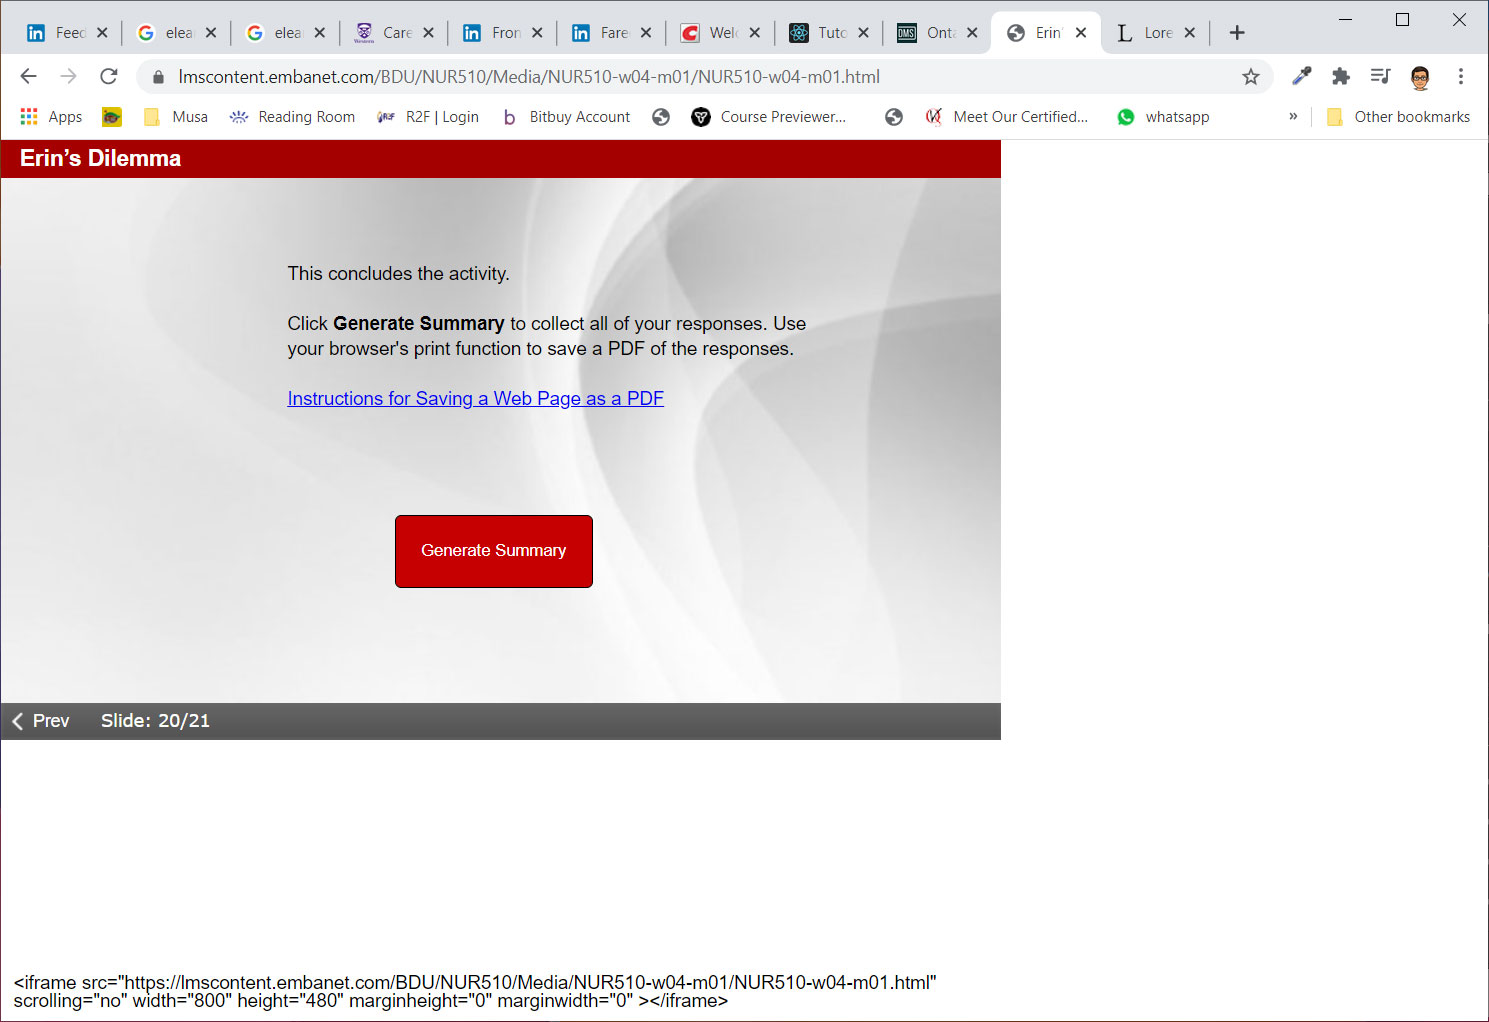 Feed
elea
elea
Care
Fron
Fare
Welc
Tuto
Onta
Erin'
Lore
lmscontent.embanet.com/BDU/NUR510/Media/NUR510-w04-m01/NUR510-w04-m01.html
Apps Musa Reading Room R2F | Login b Bitbuy Account Course Previewer... Meet Our Certified... whatsapp » Other bookmarks
Erin’s Dilemma
This concludes the activity.
Click Generate Summary to collect all of your responses. Use
your browser's print function to save a PDF of the responses.
Instructions for Saving a Web Page as a PDF
Generate Summary
Prev Slide: 20/21
<iframe src="https://lmscontent.embanet.com/BDU/NUR510/Media/NUR510-w04-m01/NUR510-w04-m01.html"
scrolling="no" width="800" height="480" marginheight="0" marginwidth="0" ></iframe>